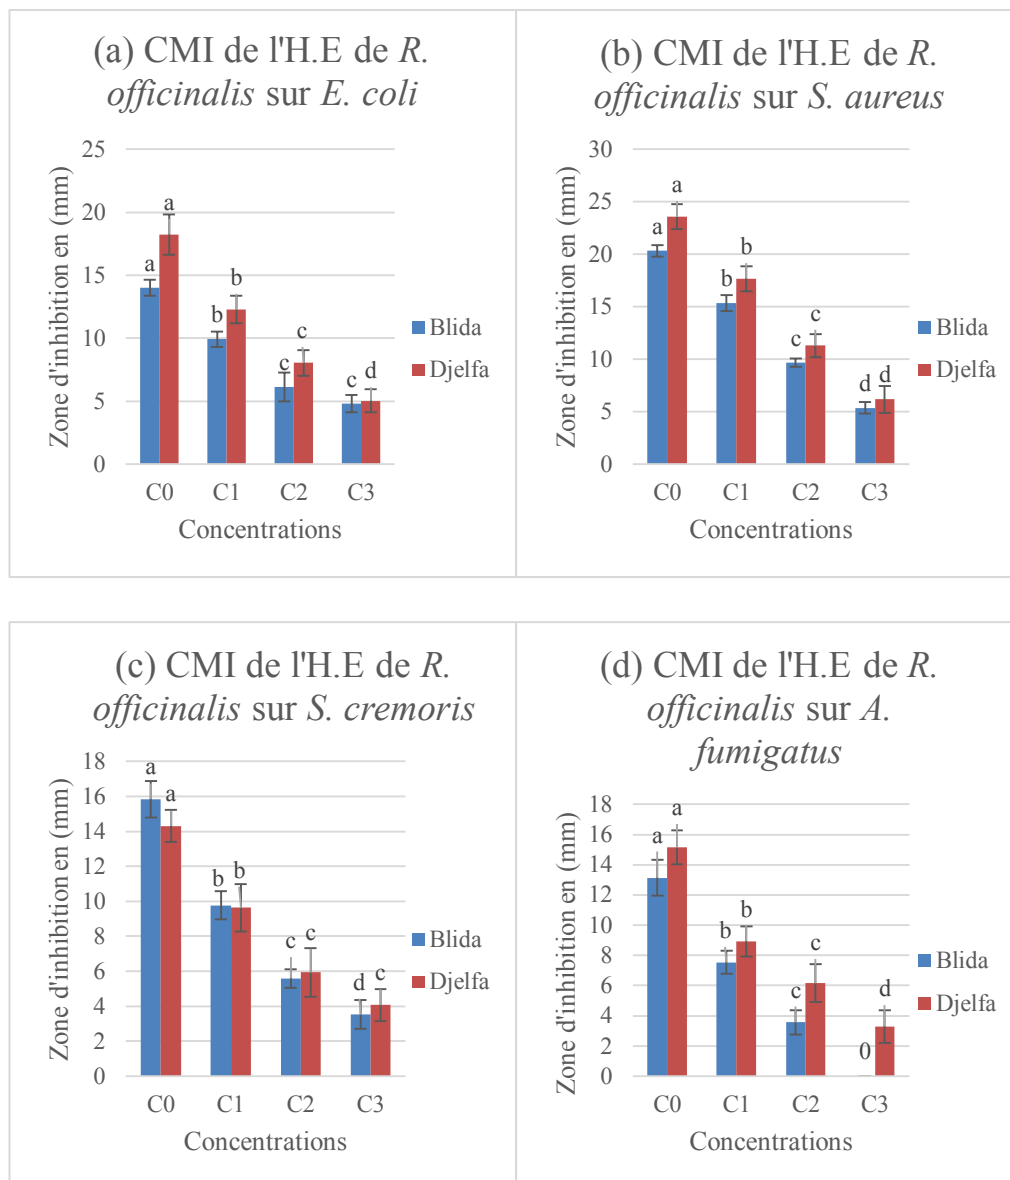 (a) CMI de l'H.E de R.
officinalis sur E. coli
Zone d'inhibition en (mm)
25
20
15
10
5
0
a
a
b
b
c
c
c
d
C0 C1 C2 C3
Concentrations
Blida
Djelfa
(b) CMI de l'H.E de R.
officinalis sur S. aureus
Zone d'inhibition en (mm)
30
25
20
15
10
5
0
a
a
b
b
c
c
d
d
C0 C1 C2 C3
Concentrations
Blida
Djelfa
(c) CMI de l'H.E de R.
officinalis sur S. cremoris
Zone d'inhibition en (mm)
18
16
14
12
10
8
6
4
2
0
a
a
b
b
c
c
d
c
C0 C1 C2 C3
Concentrations
Blida
Djelfa
(d) CMI de l'H.E de R.
officinalis sur A.
fumigatus
Zone d'inhibition en (mm)
18
16
14
12
10
8
6
4
2
0
a
a
b
b
c
c
0
d
C0 C1 C2 C3
Concentrations
Blida
Djelfa